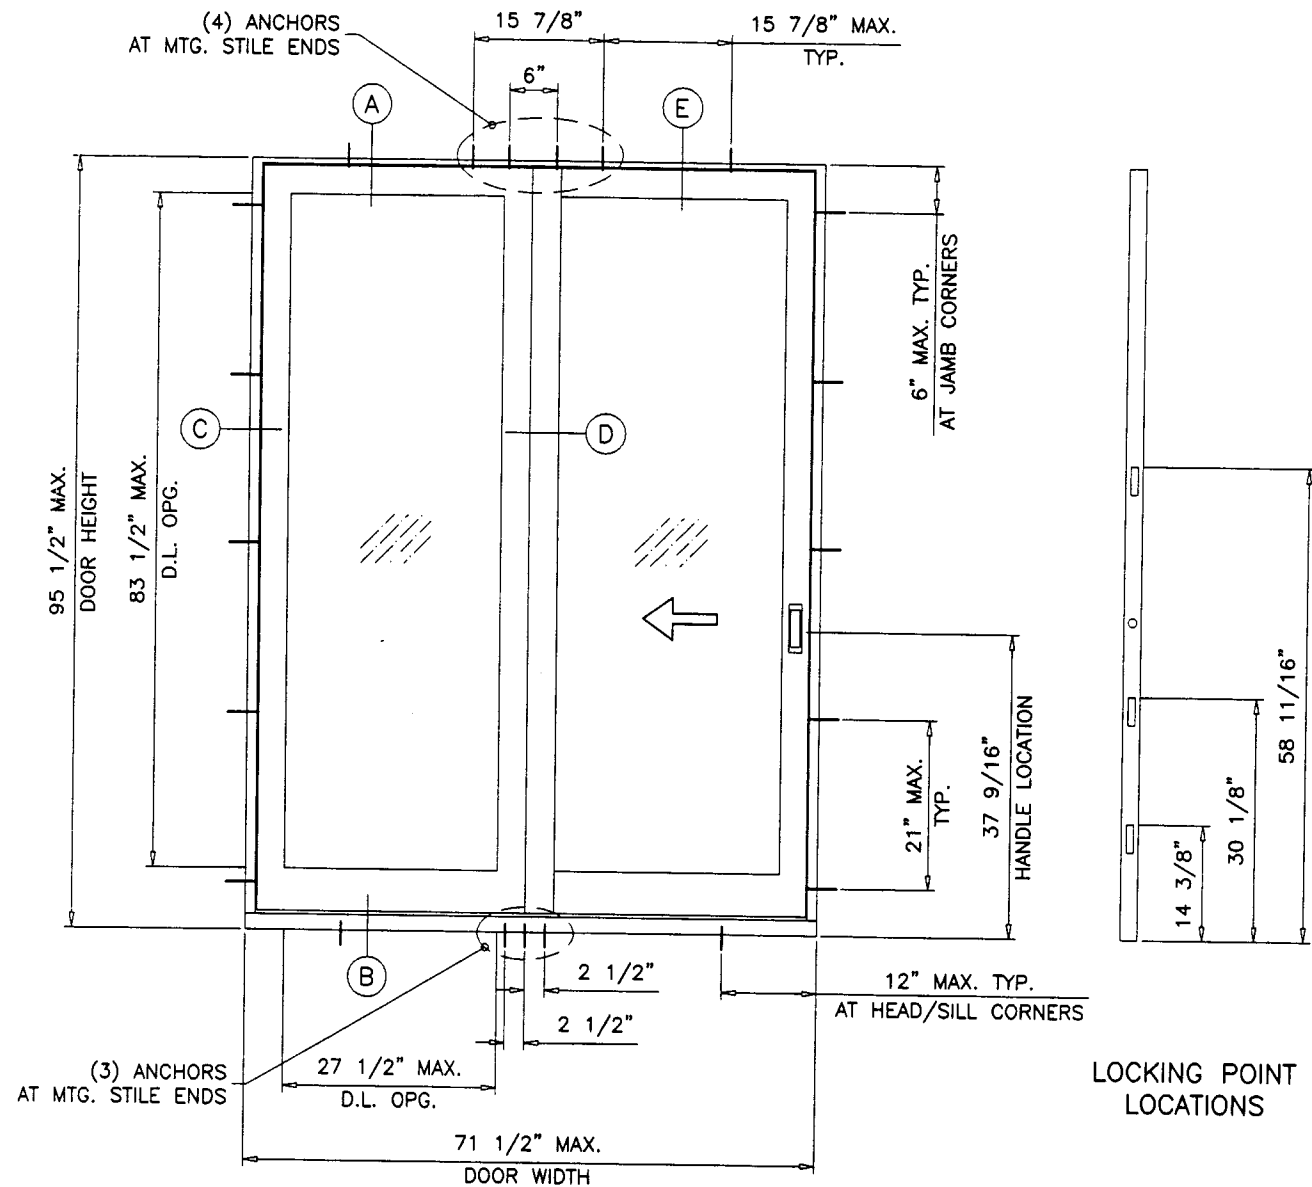 (4) ANCHORS
AT MTG. STILE ENDS
15 7/8"
15 7/8" MAX.
TYP.
6"
A
E
6" MAX. TYP.
AT JAMB CORNERS
C
D
95 1/2" MAX.
DOOR HEIGHT
83 1/2" MAX.
D.L. OPG.
21" MAX.
TYP.
37 9/16"
HANDLE LOCATION
14 3/8"
30 1/8"
58 11/16"
B
2 1/2"
2 1/2"
12" MAX. TYP.
AT HEAD/SILL CORNERS
(3) ANCHORS
AT MTG. STILE ENDS
27 1/2" MAX.
D.L. OPG.
71 1/2" MAX.
DOOR WIDTH
LOCKING POINT
LOCATIONS